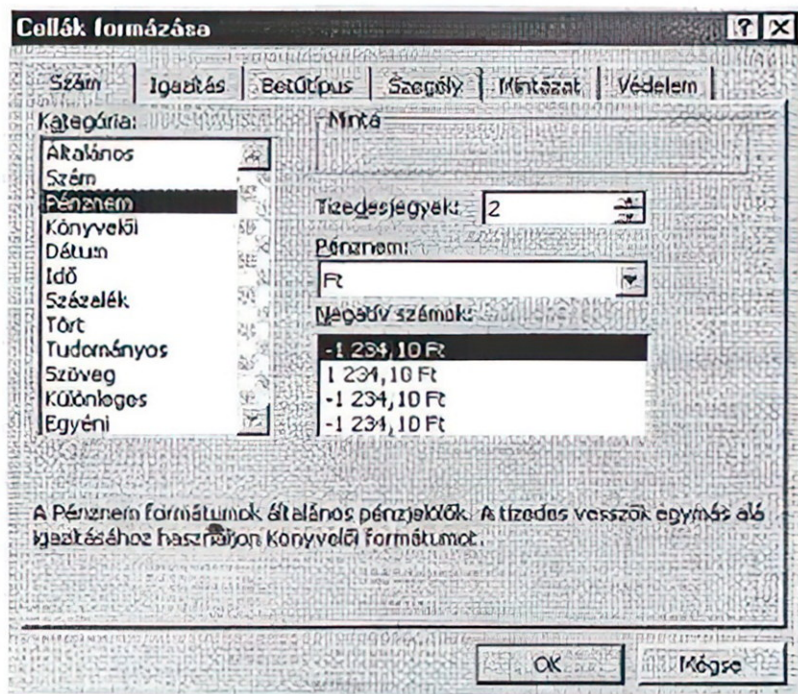 Cellák formázása
Szám
Igazítás
Betűtípus
Szegély
Mintázat
Védelem
Kategória:
Általános
Szám
Pénznem
Könyvelői
Dátum
Idő
Százalék
Tört
Tudományos
Szöveg
Különleges
Egyéni
Minta
Tizedesjegyek:
2
Pénznem:
Ft
Negatív számok:
-1 234,10 Ft
1 234,10 Ft
-1 234,10 Ft
-1 234,10 Ft
A Pénznem formátumok általános pénzjelölők. A tizedes vesszők egymás alá
igazításához használjon Könyvelői formátumot.
OK
Mégse